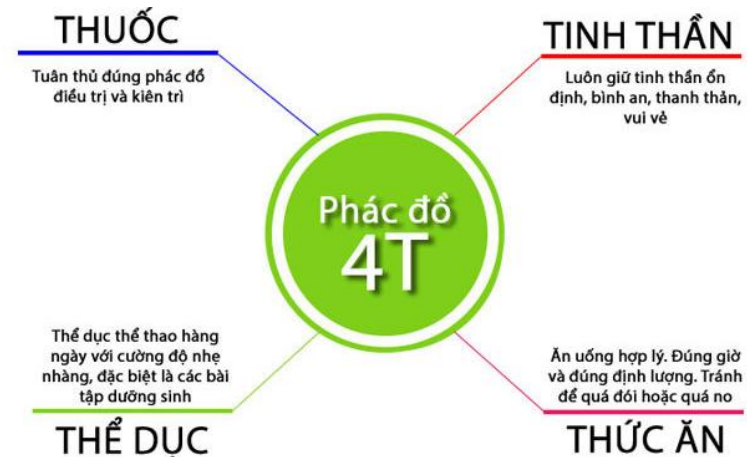 THUỐC
Tuân thủ đúng phác đồ
điều trị và kiên trì
TINH THẦN
Luôn giữ tinh thần ổn
định, bình an, thanh thản,
vui vẻ
Phác đồ
4T
Thể dục thể thao hàng
ngày với cường độ nhẹ
nhàng, đặc biệt là các bài
tập dưỡng sinh
THỂ DỤC
Ăn uống hợp lý. Đúng giờ
và đúng định lượng. Tránh
để quá đói hoặc quá no
THỨC ĂN